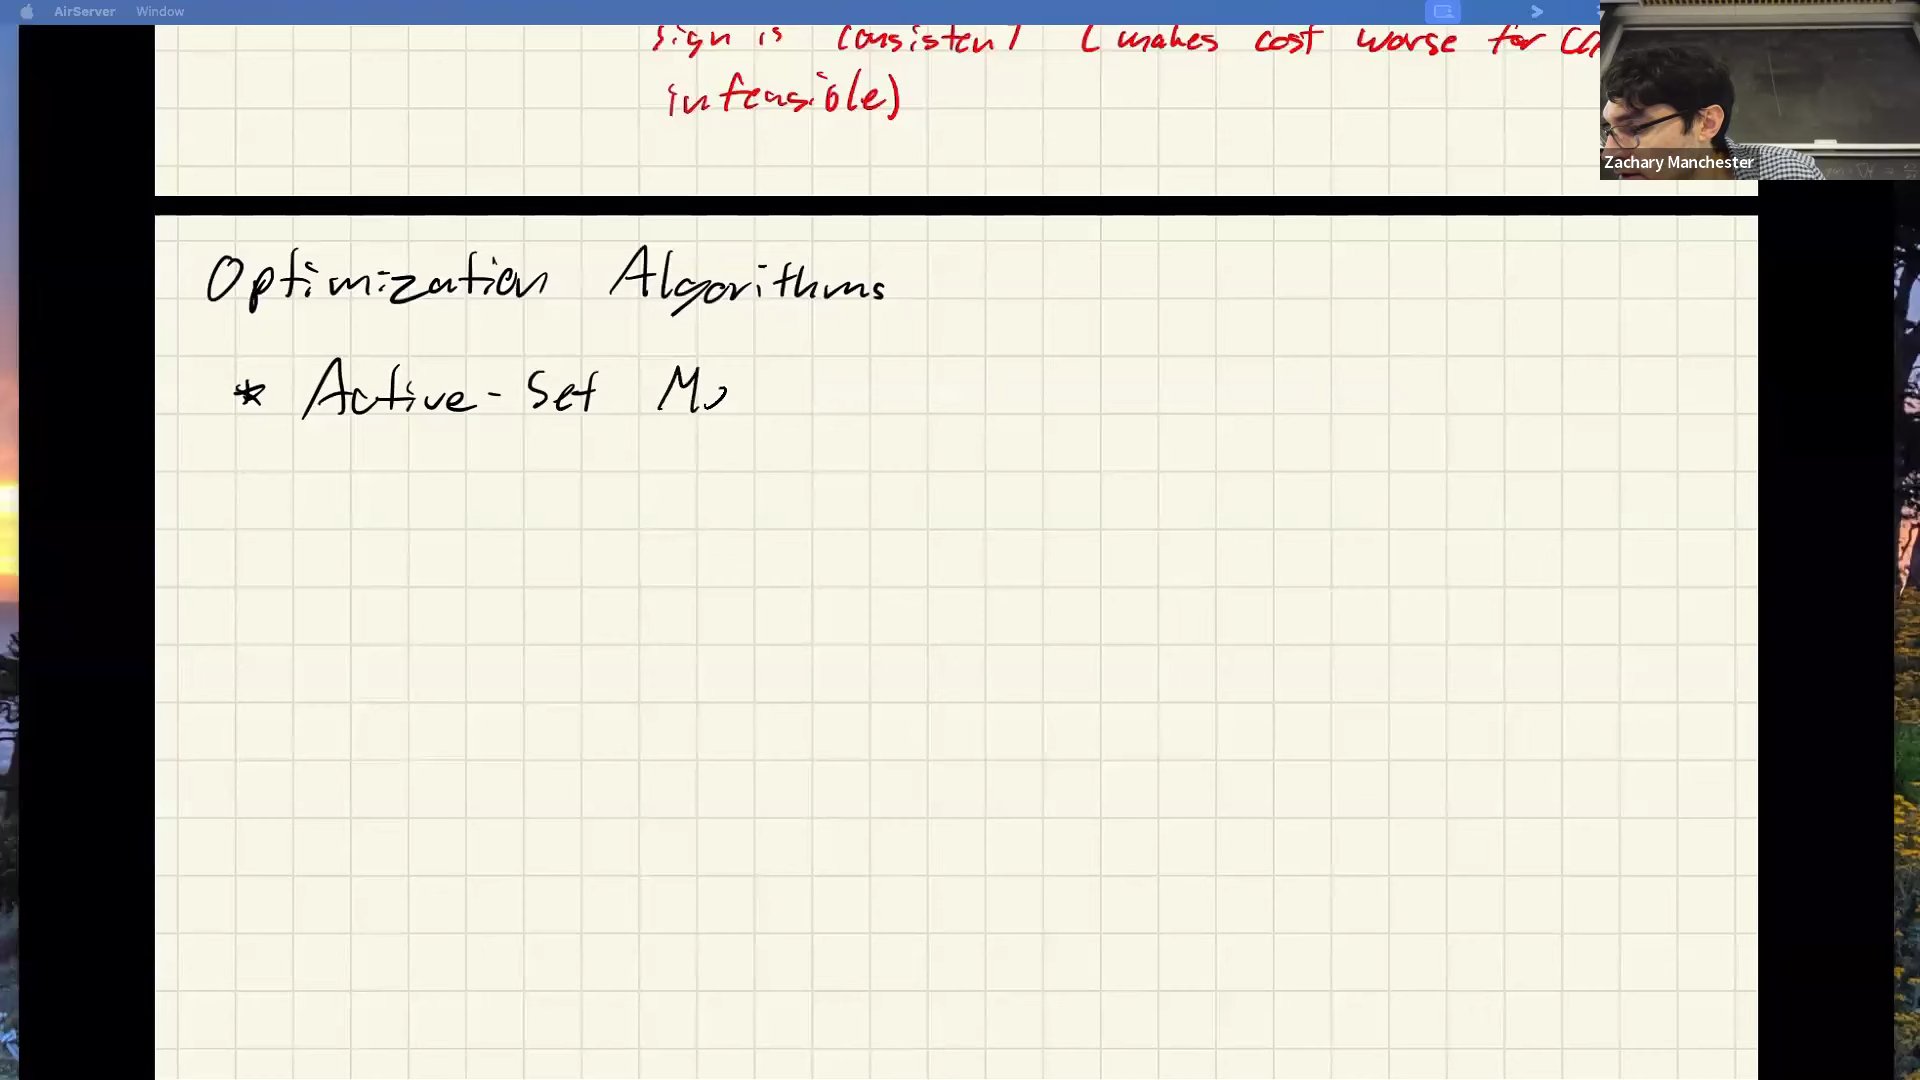 AirServer Window
sign is consistent (makes cost worse for
infeasible)
Zachary Manchester
Optimization Algorithms
* Active-Set